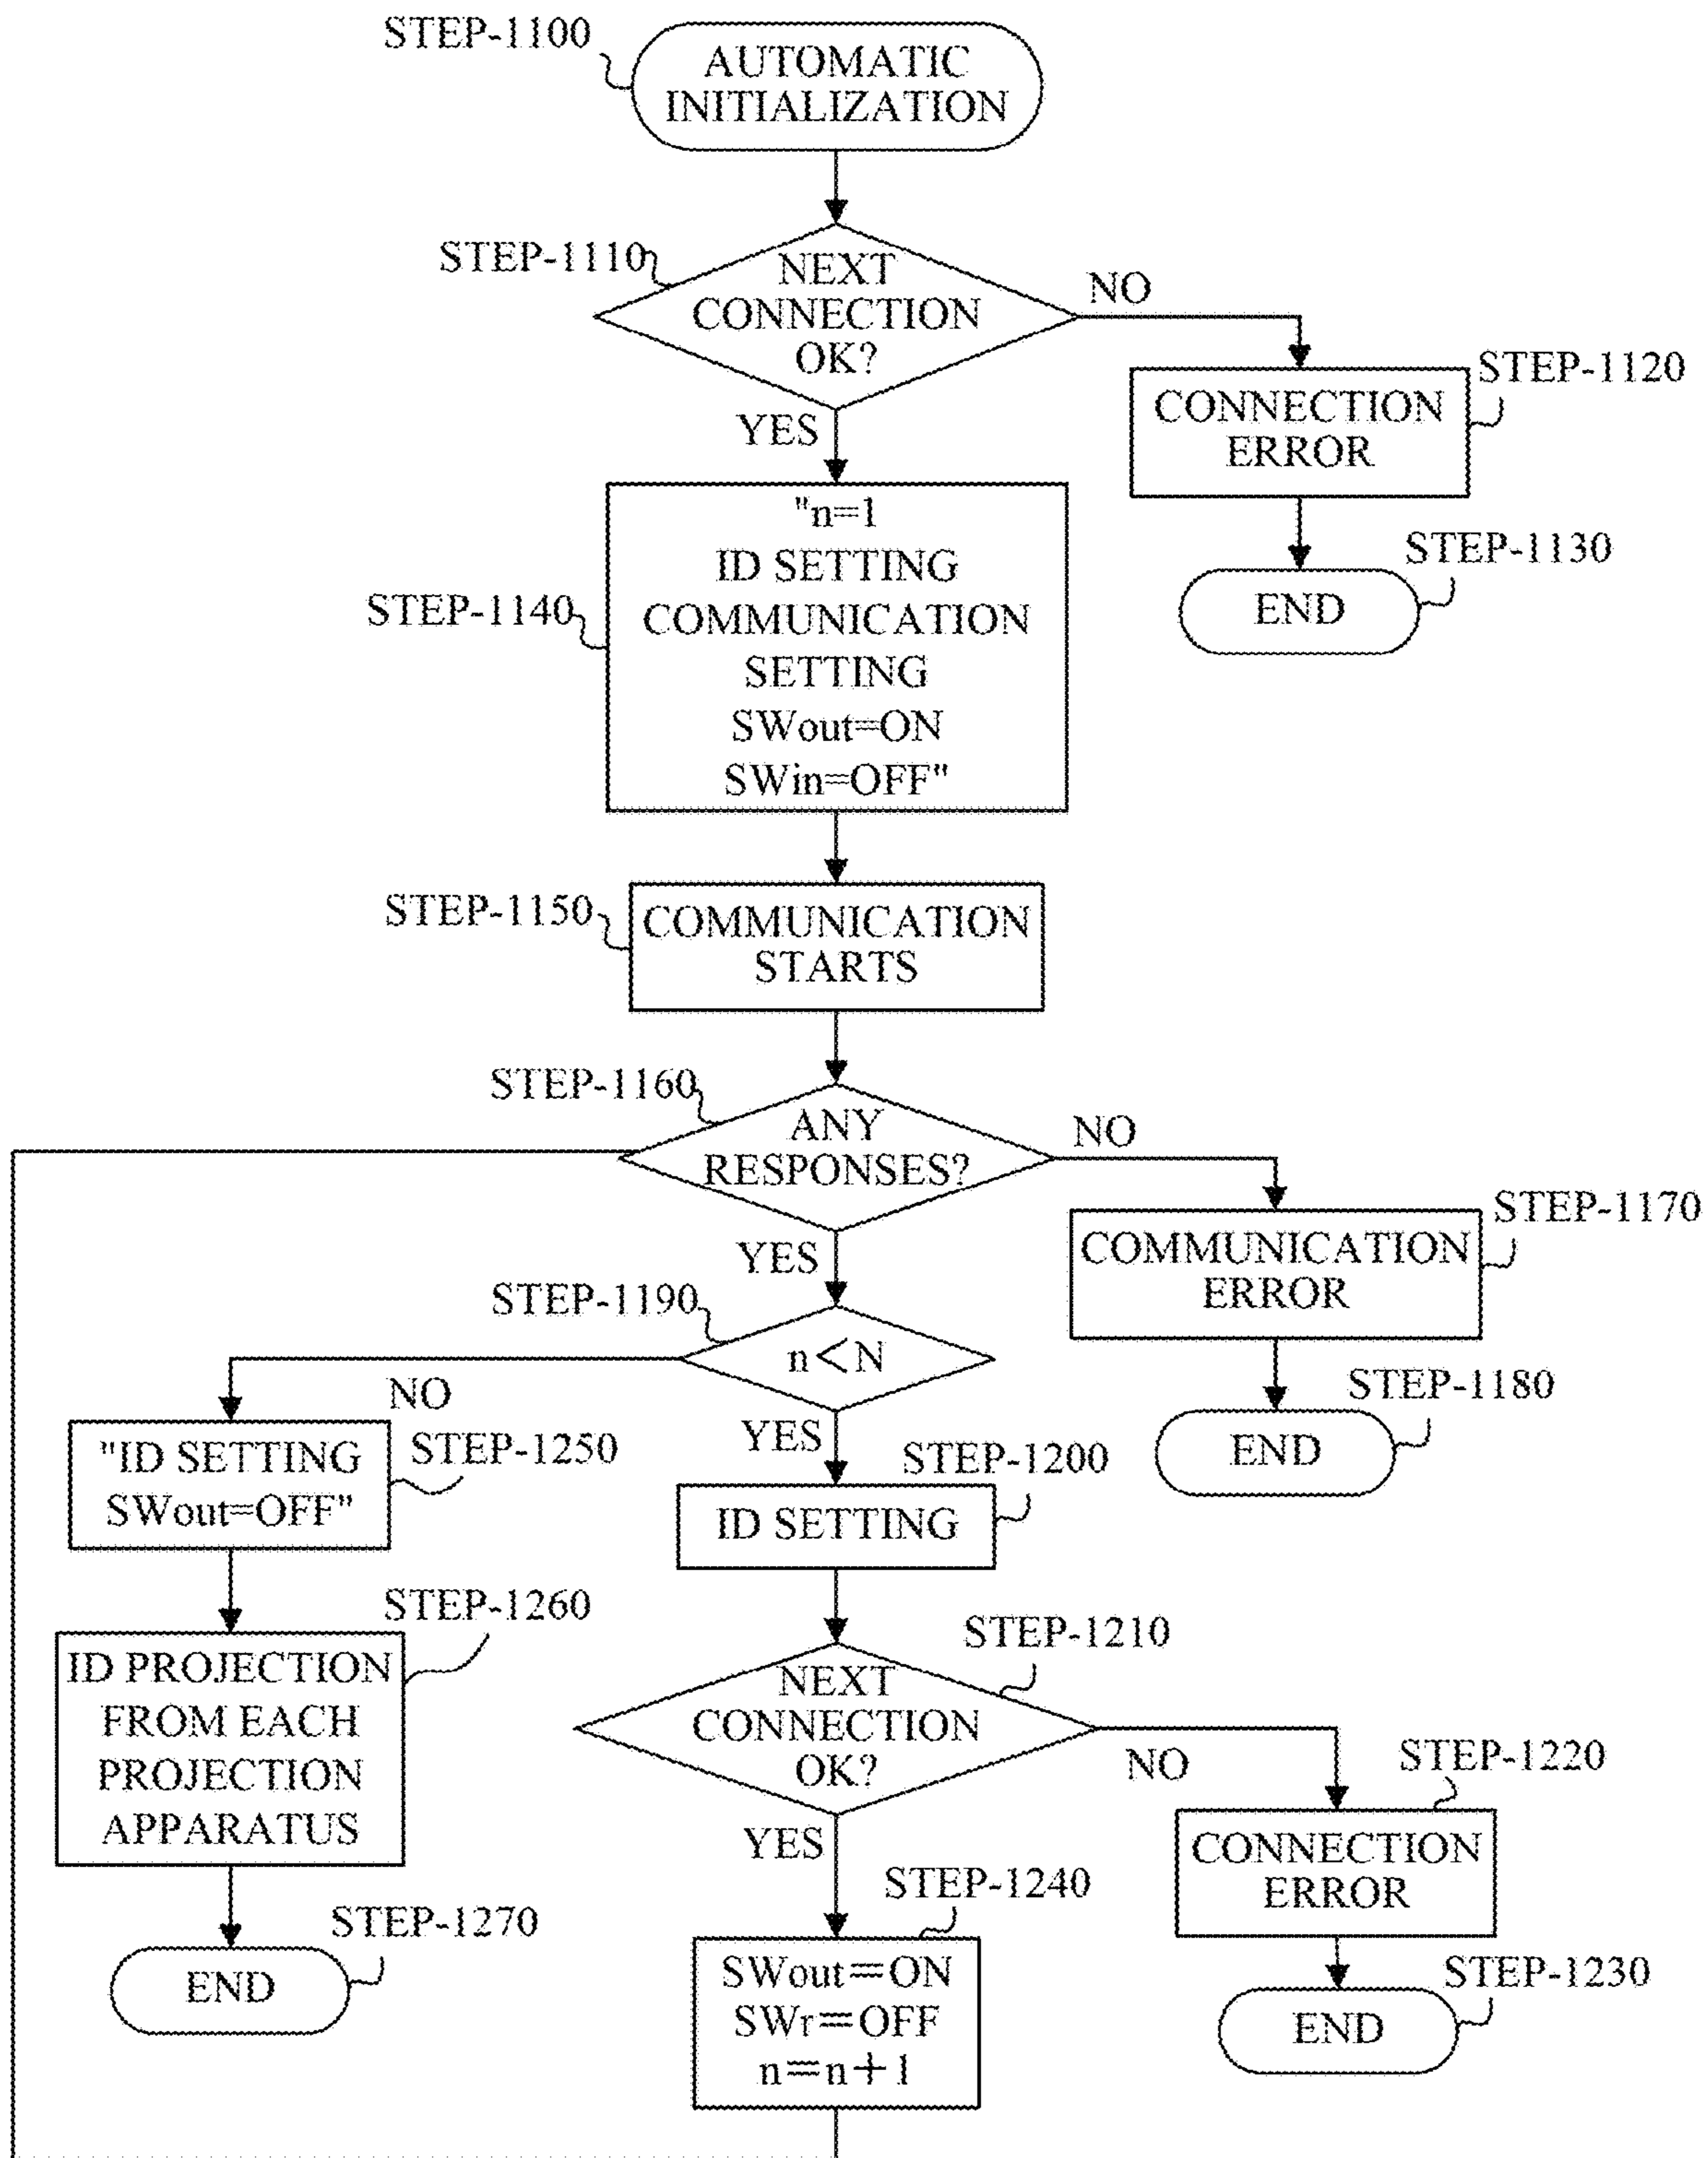 STEP-1100
AUTOMATIC
INITIALIZATION
STEP-1110
NEXT
CONNECTION
OK?
NO
YES
STEP-1120
CONNECTION
ERROR
STEP-1130
END
STEP-1140
"n=1
ID SETTING
COMMUNICATION
SETTING
SWout=ON
SWin=OFF"
STEP-1150
COMMUNICATION
STARTS
STEP-1160
ANY
RESPONSES?
NO
YES
STEP-1170
COMMUNICATION
ERROR
STEP-1180
END
STEP-1190
n<N
NO
YES
STEP-1250
"ID SETTING
SWout=OFF"
STEP-1200
ID SETTING
STEP-1260
ID PROJECTION
FROM EACH
PROJECTION
APPARATUS
STEP-1210
NEXT
CONNECTION
OK?
NO
YES
STEP-1220
CONNECTION
ERROR
STEP-1270
END
STEP-1240
SWout=ON
SWr=OFF
n=n+1
STEP-1230
END